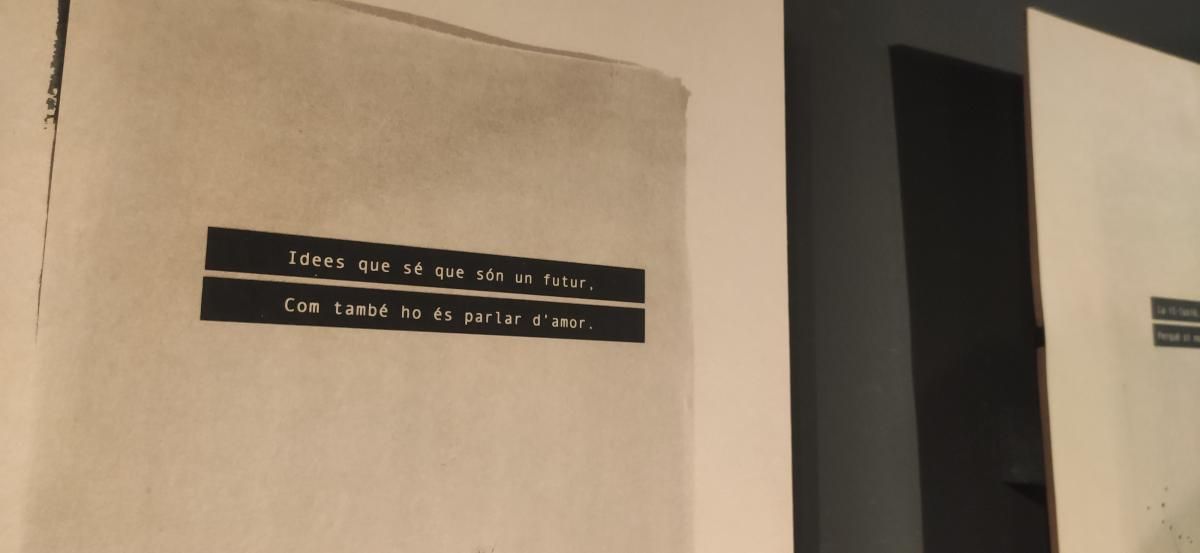 Idees que sé que són un futur,
Com també ho és parlar d'amor.